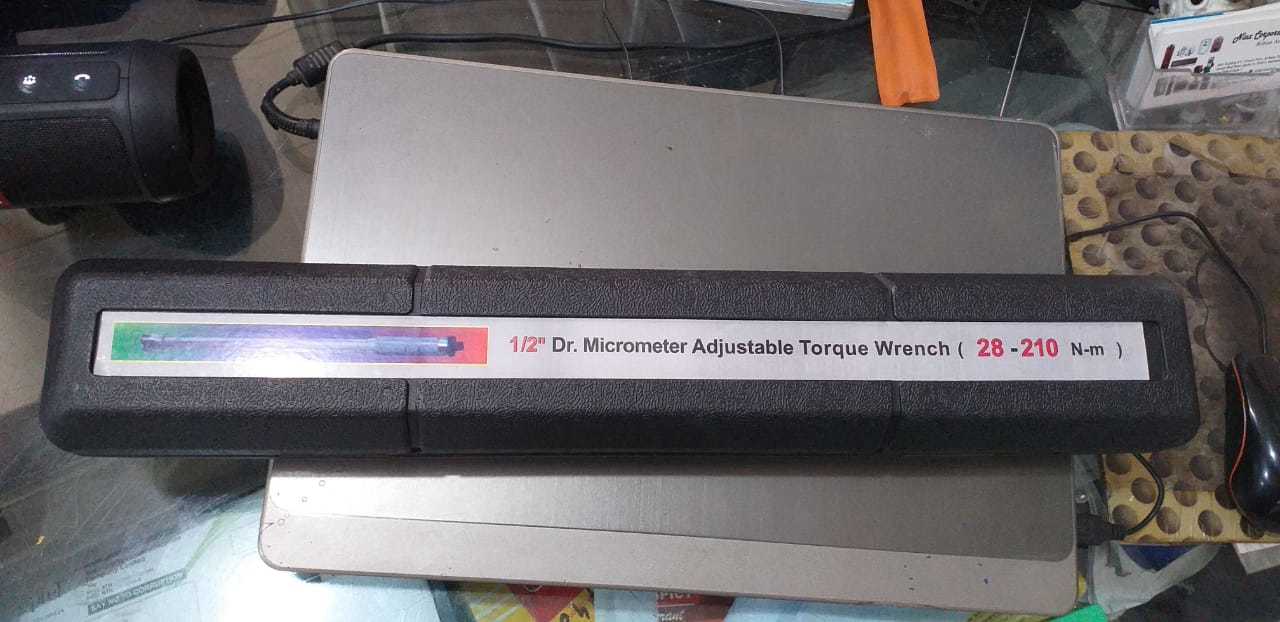 1/2" Dr. Micrometer Adjustable Torque Wrench ( 28 -210 N-m )